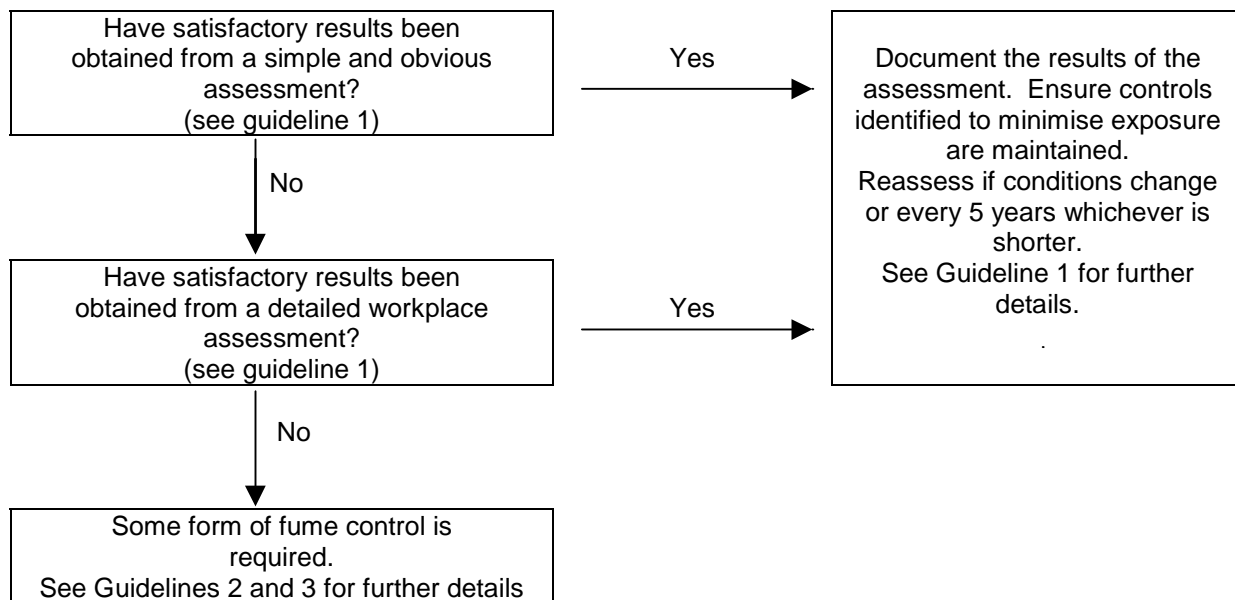 Have satisfactory results been
obtained from a simple and obvious
assessment?
(see guideline 1)
Yes
Document the results of the
assessment. Ensure controls
identified to minimise exposure
are maintained.
Reassess if conditions change
or every 5 years whichever is
shorter.
See Guideline 1 for further
details.
.
No
Have satisfactory results been
obtained from a detailed workplace
assessment?
(see guideline 1)
Yes
No
Some form of fume control is
required.
See Guidelines 2 and 3 for further details